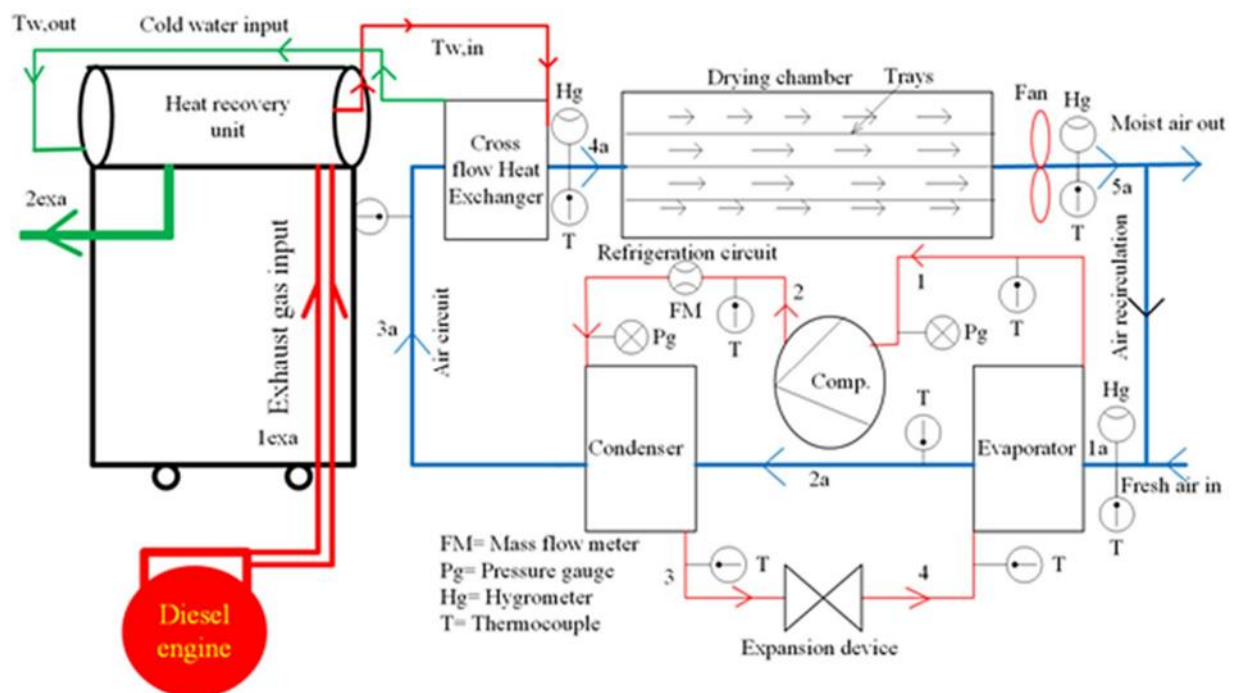 Tw,out
Cold water input
Tw,in
Heat recovery
unit
Cross
flow Heat
Exchanger
Hg
4a
T
Drying chamber
Trays
Fan
Hg
Moist air out
5a
T
2exa
Exhaust gas input
1exa
3a
Air circuit
Refrigeration circuit
FM
T
2
Pg
Comp.
1
T
Pg
Air recirculation
Hg
Condenser
T
Evaporator
1a
2a
Fresh air in
T
FM= Mass flow meter
Pg= Pressure gauge
Hg= Hygrometer
T= Thermocouple
3
T
4
T
Expansion device
Diesel
engine